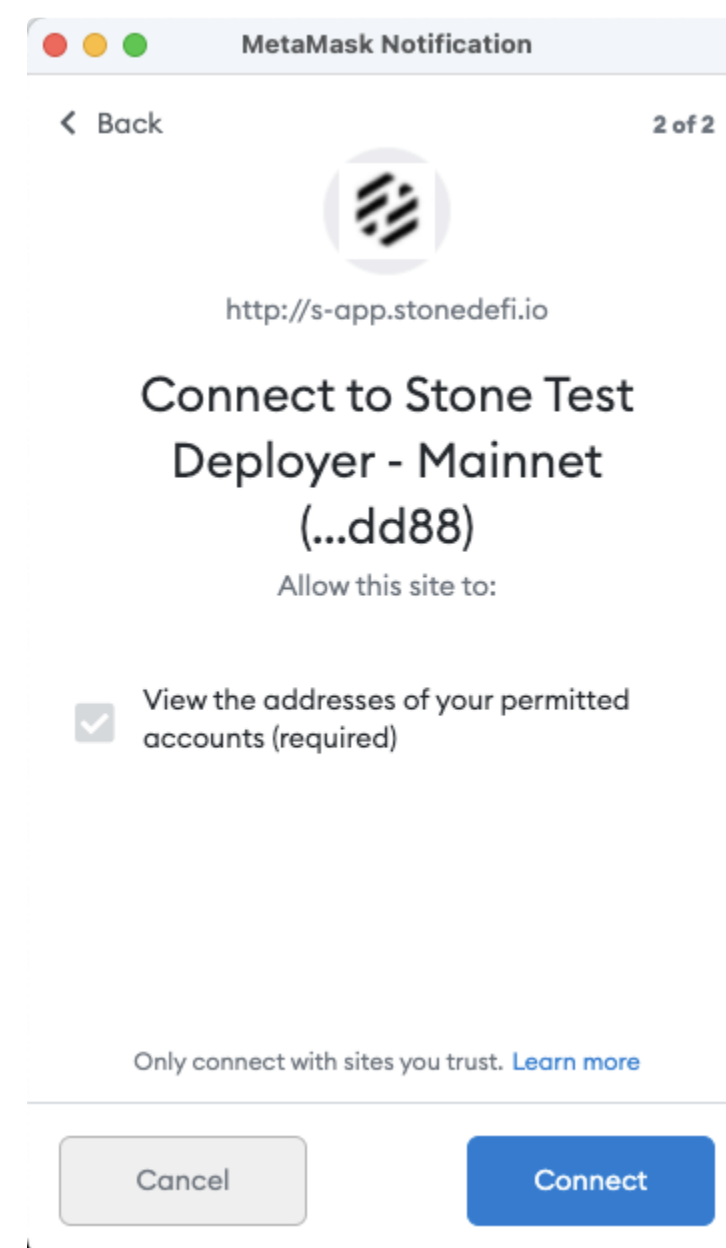 MetaMask Notification
Back
2 of 2
http://s-app.stonedefi.io
Connect to Stone Test
Deployer - Mainnet
(...dd88)
Allow this site to:
View the addresses of your permitted
accounts (required)
Only connect with sites you trust. Learn more
Cancel
Connect